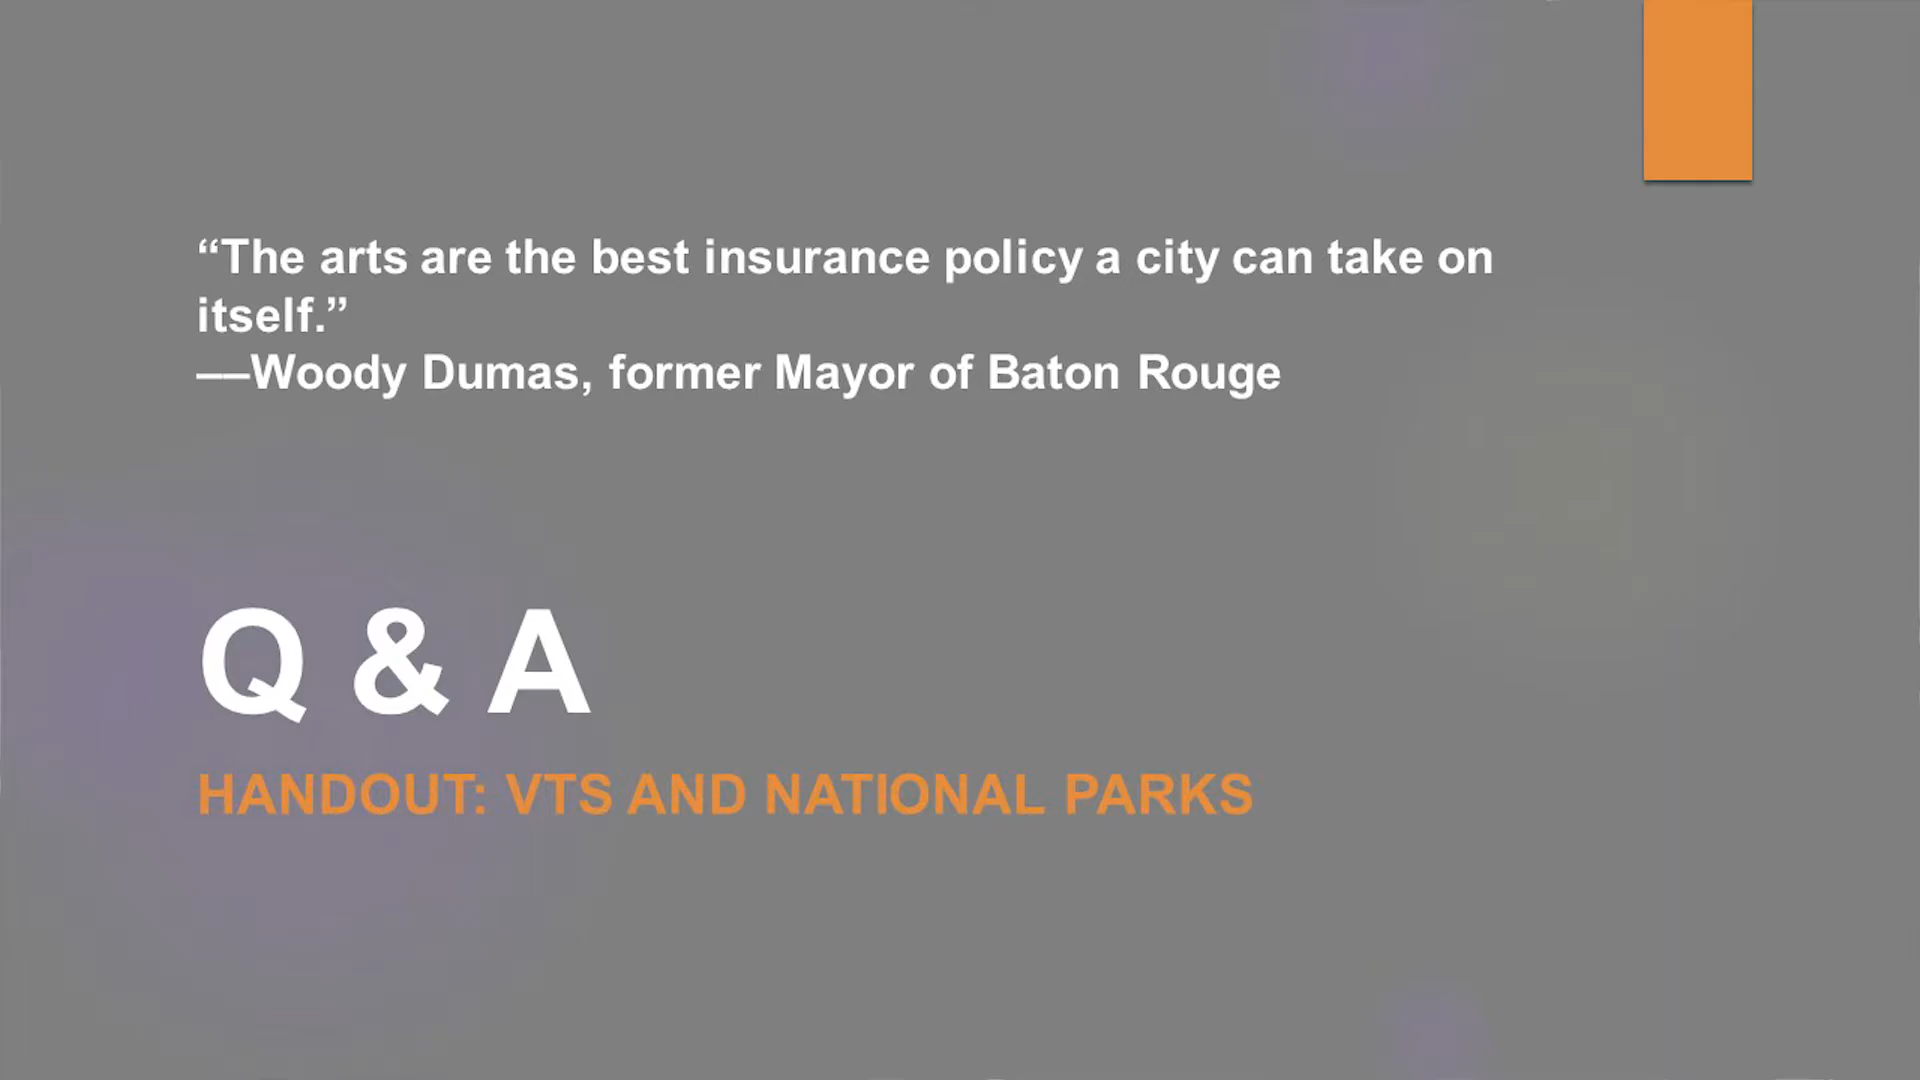 “The arts are the best insurance policy a city can take on
itself.”
—Woody Dumas, former Mayor of Baton Rouge
Q & A
HANDOUT: VTS AND NATIONAL PARKS